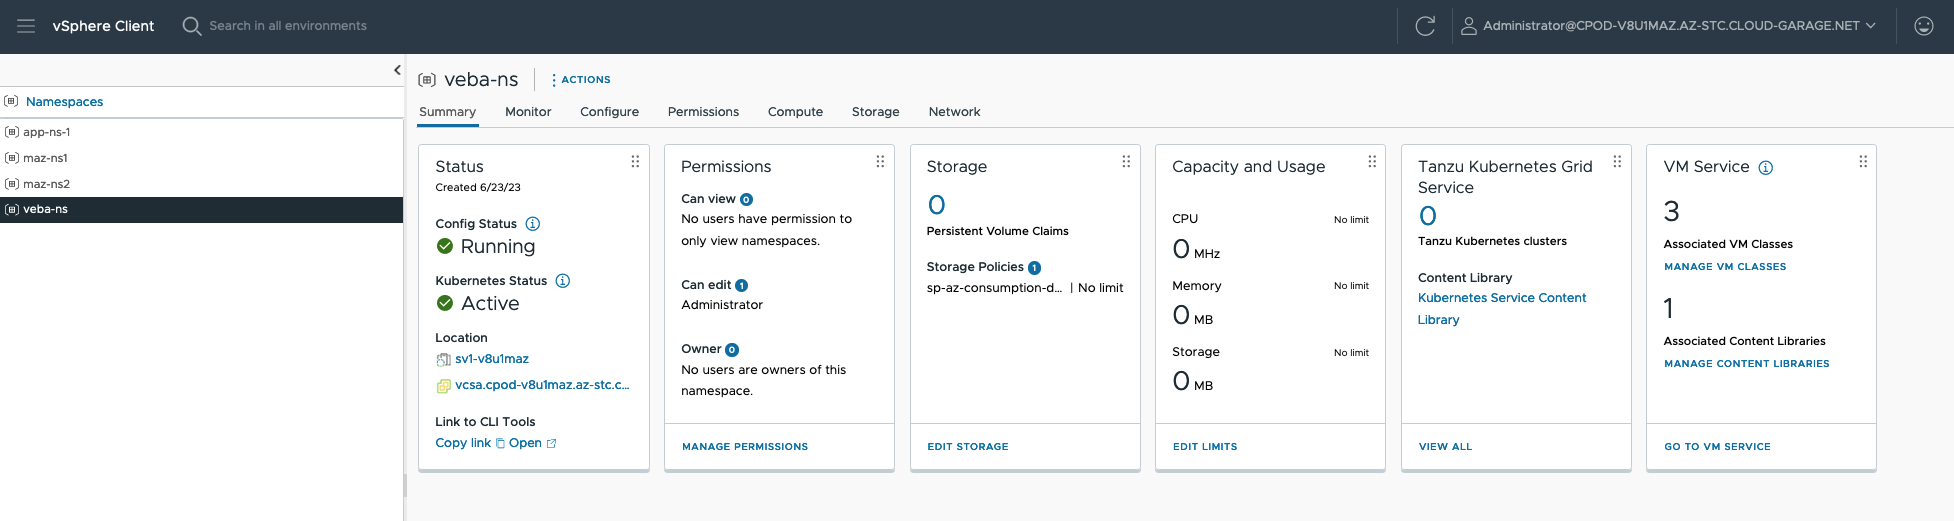 vSphere Client
Search in all environments
Administrator@CPOD-V8U1MAZ.AZ-STC.CLOUD-GARAGE.NET
Namespaces
app-ns-1
maz-ns1
maz-ns2
veba-ns
veba-ns
ACTIONS
Summary Monitor Configure Permissions Compute Storage Network
Status
Created 6/23/23
Config Status
Running
Kubernetes Status
Active
Location
sv1-v8u1maz
vcsa.cpod-v8u1maz.az-stc.c...
Link to CLI Tools
Copy link Open
Permissions
Can view 0
No users have permission to
only view namespaces.
Can edit 1
Administrator
Owner 0
No users are owners of this
namespace.
MANAGE PERMISSIONS
Storage
0
Persistent Volume Claims
Storage Policies 1
sp-az-consumption-d... | No limit
EDIT STORAGE
Capacity and Usage
CPU No limit
0 MHz
Memory No limit
0 MB
Storage No limit
0 MB
EDIT LIMITS
Tanzu Kubernetes Grid
Service
0
Tanzu Kubernetes clusters
Content Library
Kubernetes Service Content
Library
VIEW ALL
VM Service
3
Associated VM Classes
MANAGE VM CLASSES
1
Associated Content Libraries
MANAGE CONTENT LIBRARIES
GO TO VM SERVICE